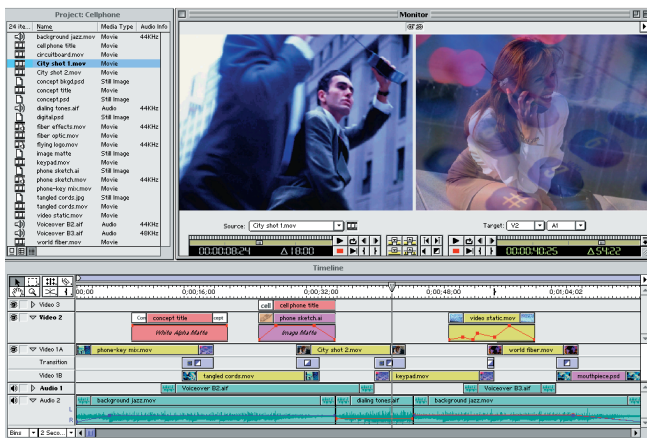 Project: Cellphone
24 ite... Name Media Type Audio Info
background jazz.mov Movie 44KHz
cellphone title Movie
circuitboard.mov Movie
City shot 1.mov Movie
City shot 2.mov Movie
concept bkgd.psd Still Image
concept title Movie
concept.psd Still Image
dialing tones.aif Audio 44KHz
digital.psd Still Image
fiber effects.mov Movie 44KHz
fiber optic.mov Movie
flying logo.mov Movie 44KHz
image matte Still Image
keypad.mov Movie
phone sketch.ai Still Image
phone sketch.mov Movie 44KHz
phone-key mix.mov Movie
tangled cords.jpg Still Image
tangled cords.mov Movie
video static.mov Movie
Voiceover B2.aif Audio 44KHz
Voiceover B3.aif Audio 48KHz
world fiber.mov Movie
Monitor
Source: City shot 1.mov
Target: V2 A1
00:00:08:24 Δ 18:00
00:00:40:25 Δ 54:22
Timeline
00;00 0;00;16;00 0;00;32;00 0;00;48;00 0;01;04;02
Video 3 cell cellphone title
Video 2 Con concept title cept phone sketch.ai video static.mov
White Alpha Matte Image Matte
Video 1A phone-key mix.mov City shot 2.mov world fiber.mov
Transition
Video 1B tangled cords.mov keypad.mov mouthpiece.psd
Audio 1 Voiceover B2.aif Voiceover B3.aif
Audio 2 background jazz.mov dialing tones.aif background jazz.mov
L
R
Bins 2 Seco...